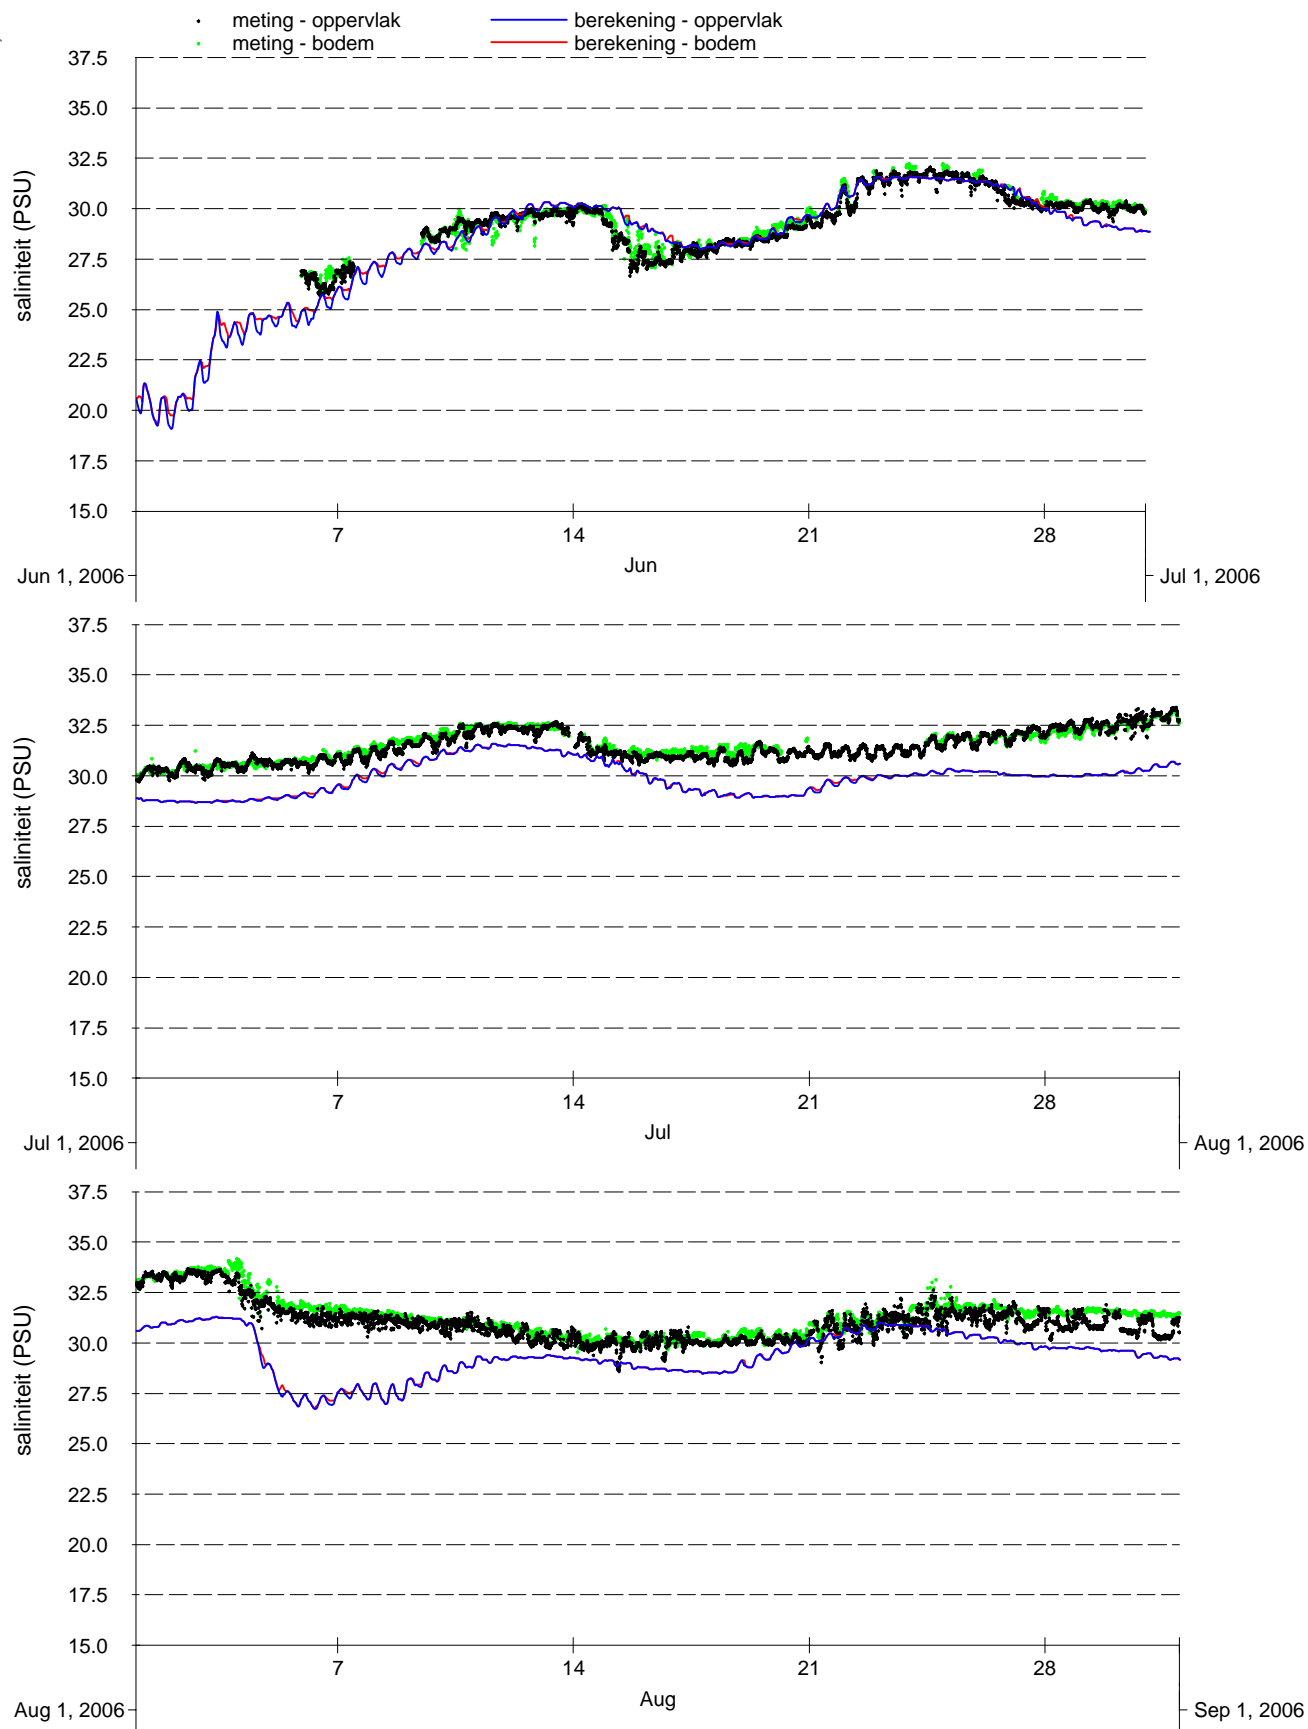 meting - oppervlak berekening - oppervlak
meting - bodem berekening - bodem
37.5
35.0
32.5
30.0
27.5
25.0
22.5
20.0
17.5
15.0
saliniteit (PSU)
7 14 21 28
Jun
Jun 1, 2006 Jul 1, 2006
37.5
35.0
32.5
30.0
27.5
25.0
22.5
20.0
17.5
15.0
saliniteit (PSU)
7 14 21 28
Jul
Jul 1, 2006 Aug 1, 2006
37.5
35.0
32.5
30.0
27.5
25.0
22.5
20.0
17.5
15.0
saliniteit (PSU)
7 14 21 28
Aug
Aug 1, 2006 Sep 1, 2006